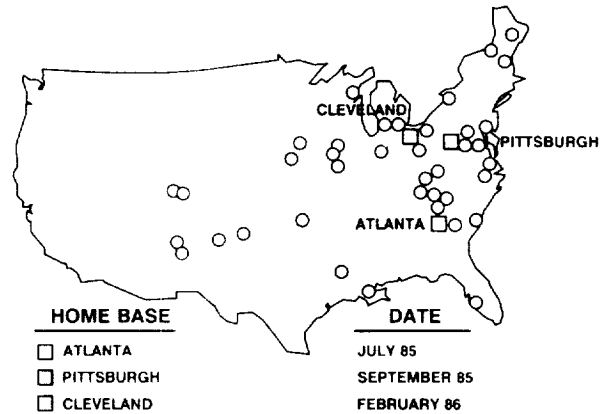 CLEVELAND
PITTSBURGH
ATLANTA
HOME BASE DATE
ATLANTA JULY 85
PITTSBURGH SEPTEMBER 85
CLEVELAND FEBRUARY 86